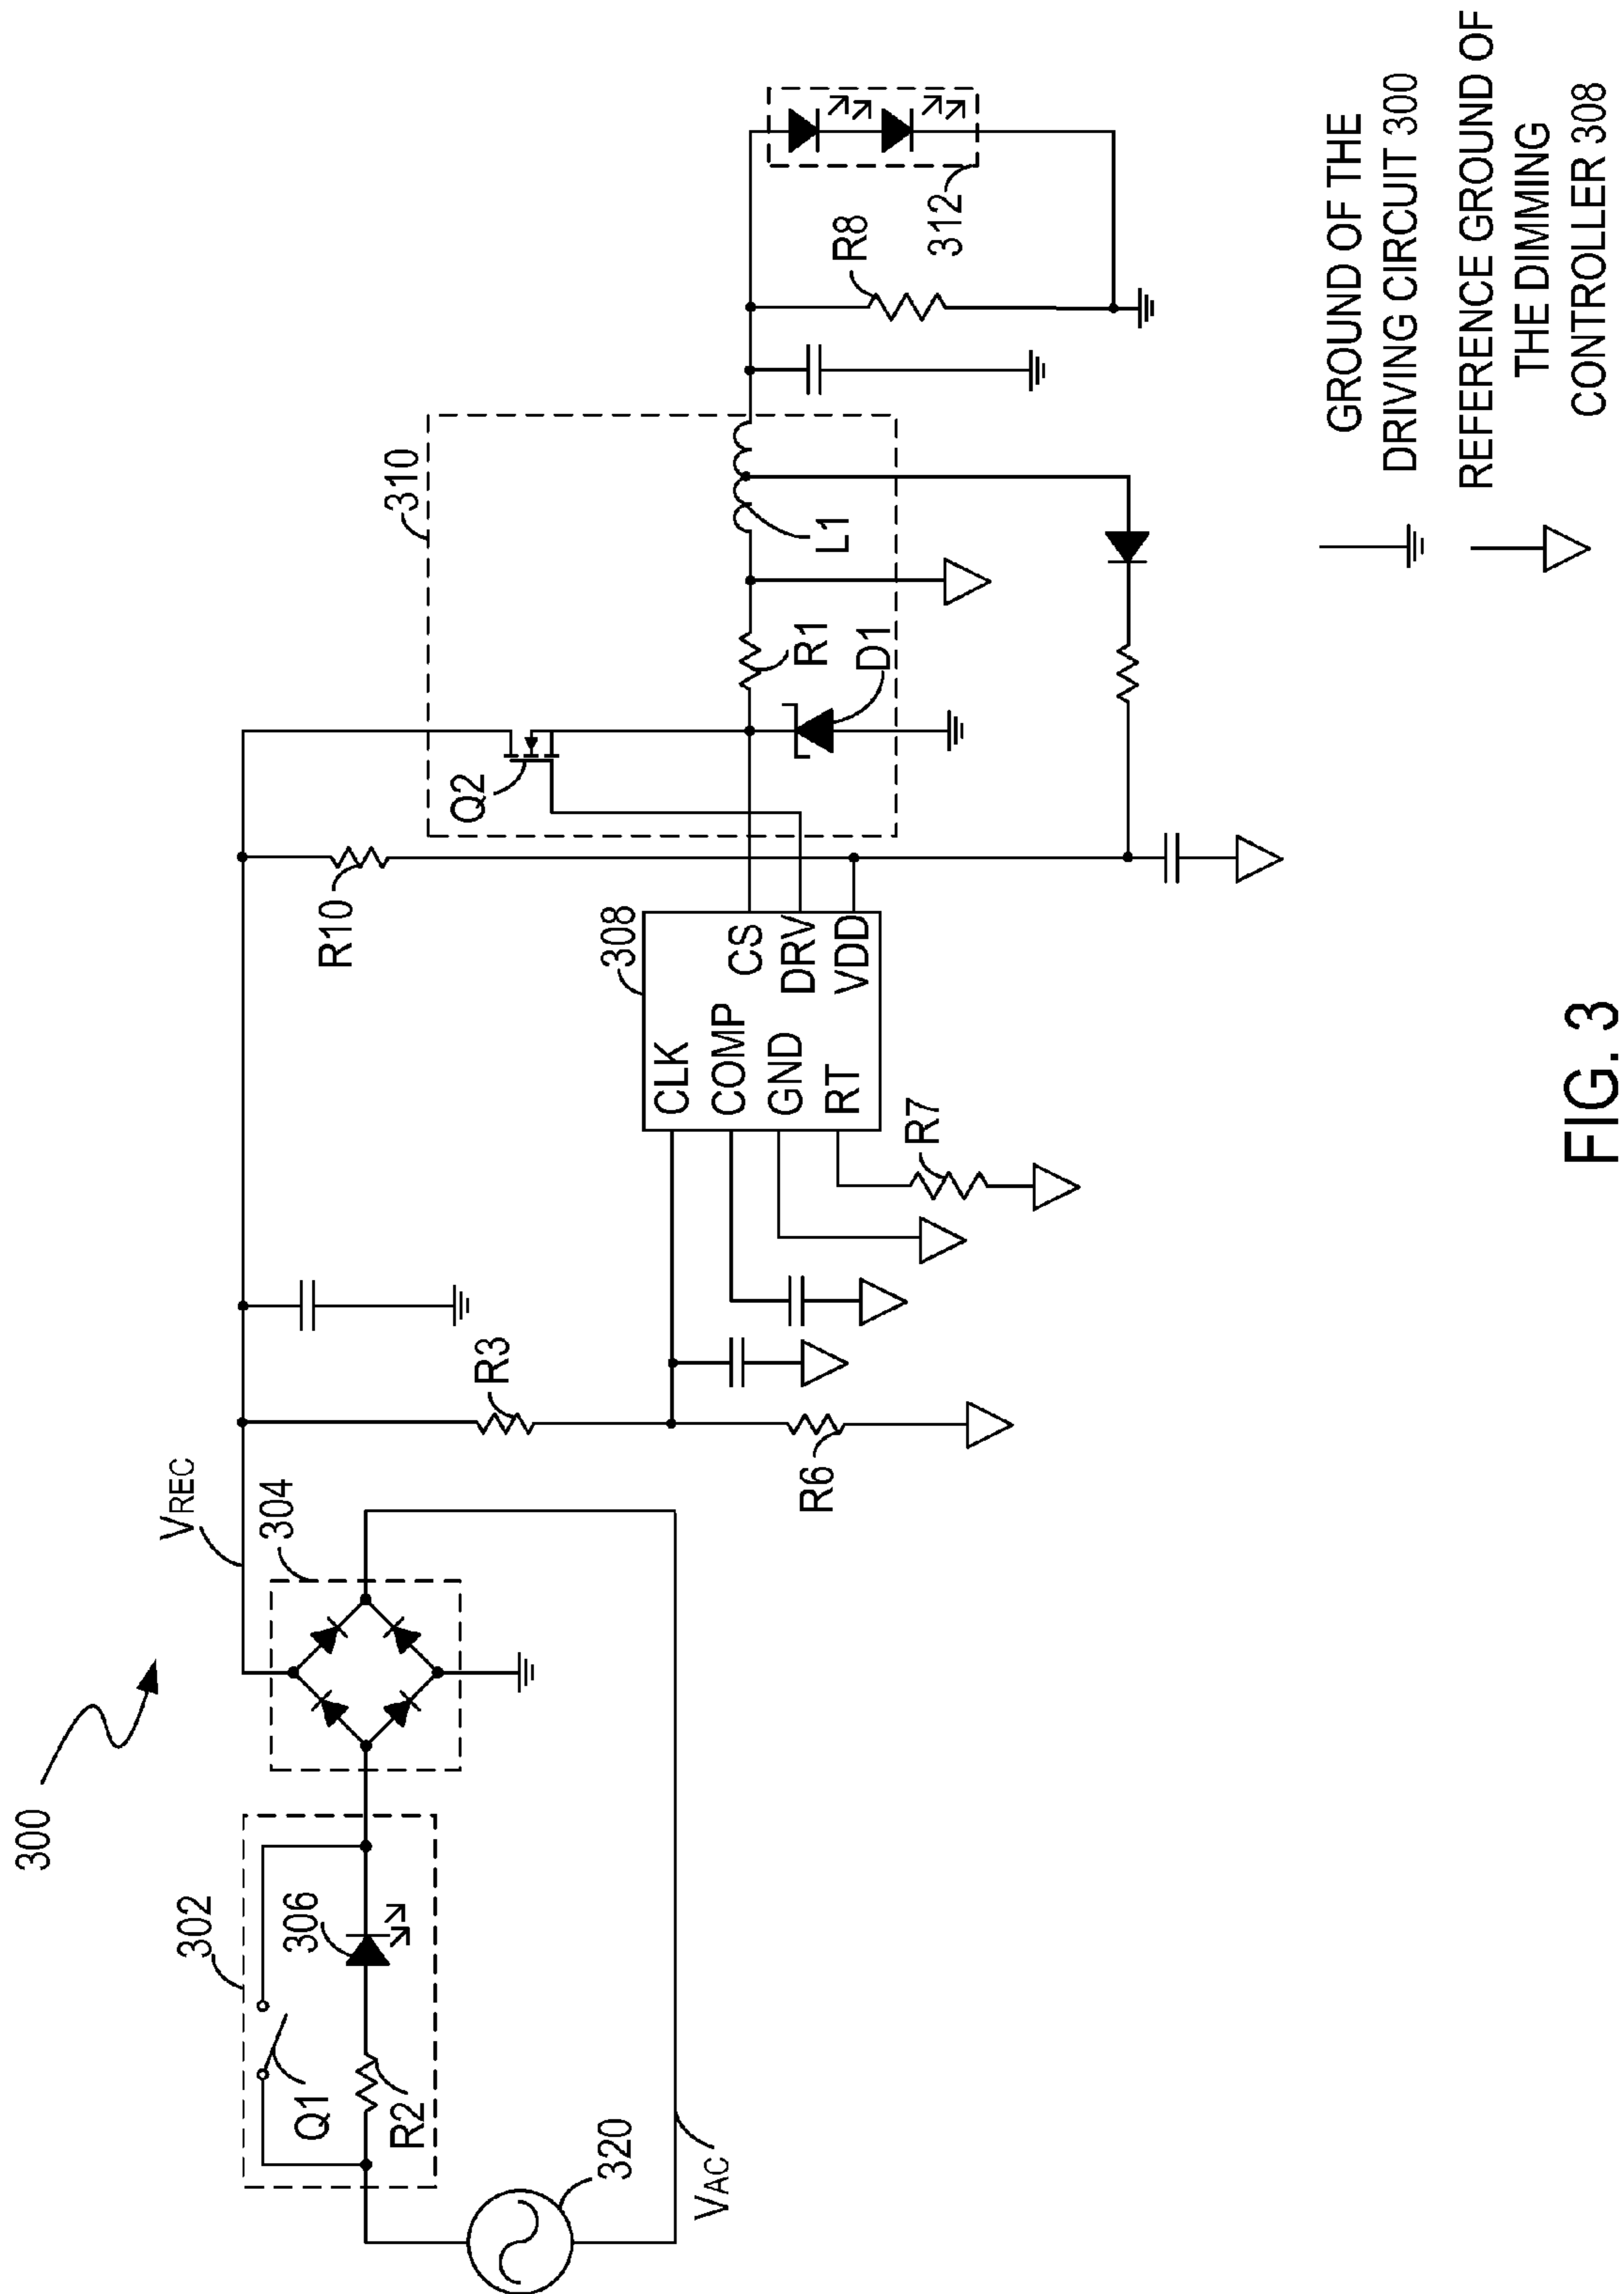 300
302
Q1
306
R2
320
VAC
304
VREC
R3
R6
308
CLK
COMP
GND
RT
CS
DRV
VDD
R7
R10
310
Q2
R1
D1
L1
R8
312
GROUND OF THE
DRIVING CIRCUIT 300
REFERENCE GROUND OF
THE DIMMING
CONTROLLER 308
FIG. 3